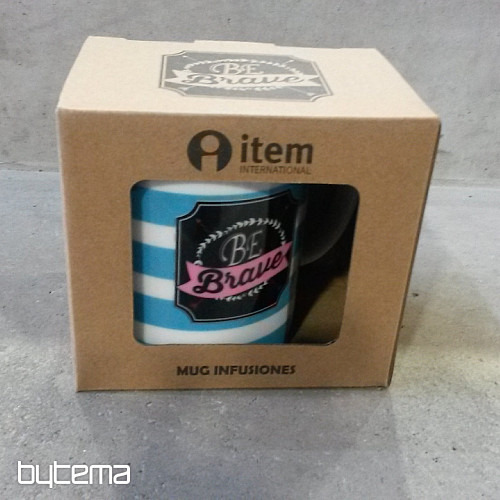 BE
Brave
item
INTERNATIONAL
BE
Brave
MUG INFUSIONES
bytema